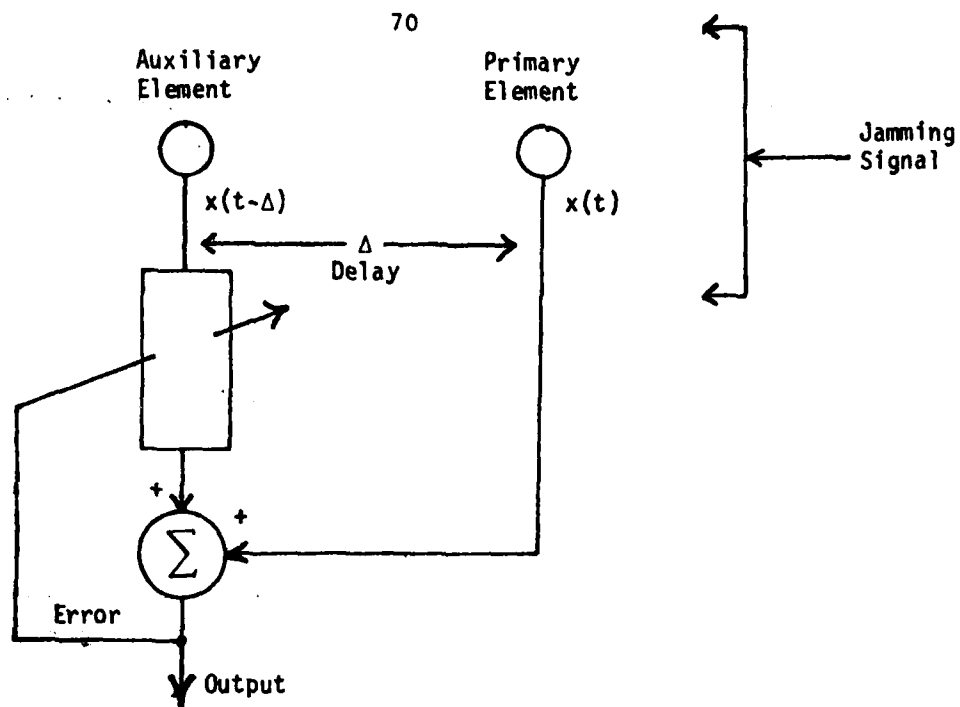 70
Auxiliary
Element
Primary
Element
Jamming
Signal
x(t-Δ)
x(t)
Δ
Delay
+
+
Σ
Error
Output